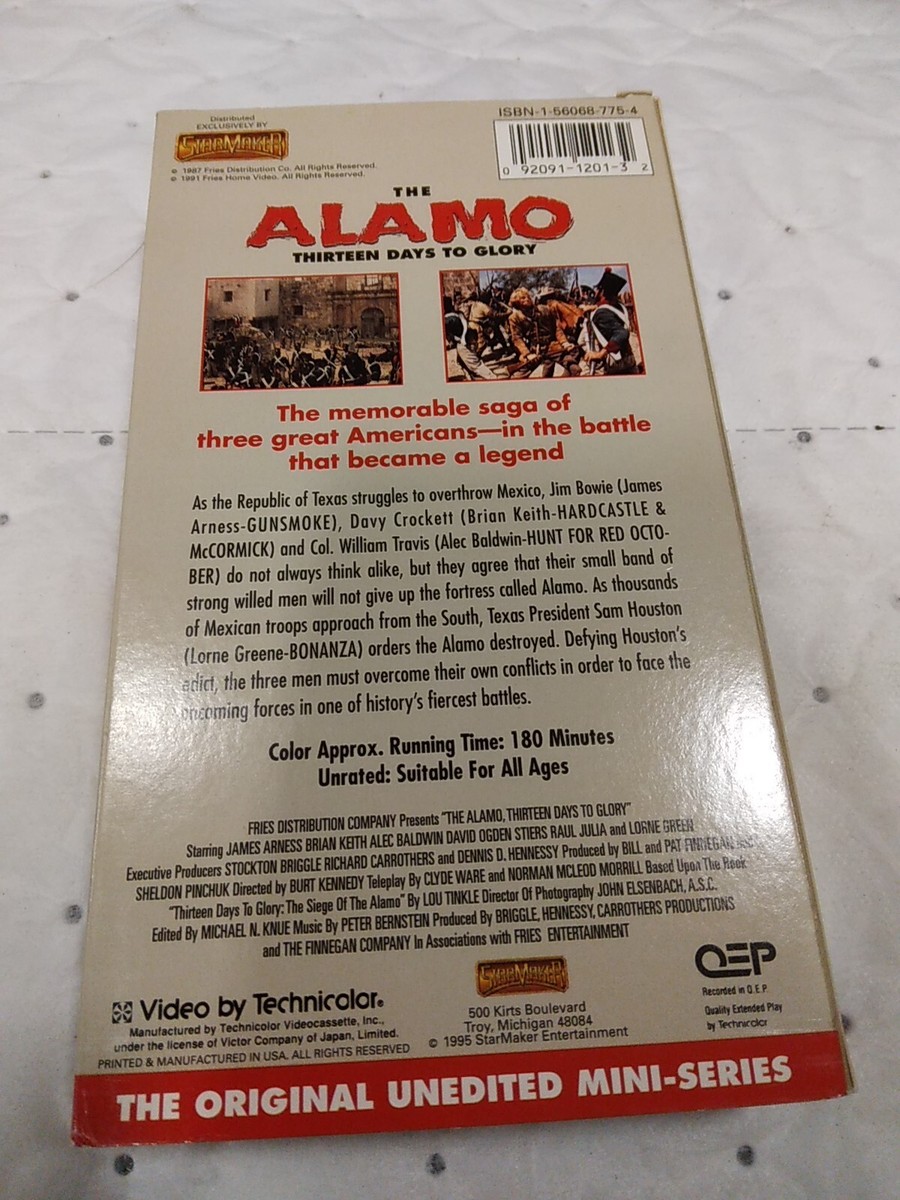 Distributed
EXCLUSIVELY BY
STARMAKER
© 1987 Fries Distribution Co. All Rights Reserved.
© 1991 Fries Home Video. All Rights Reserved.
ISBN-1-56068-775-4
0 92091-1201-3 2
THE
ALAMO
THIRTEEN DAYS TO GLORY
The memorable saga of
three great Americans—in the battle
that became a legend
As the Republic of Texas struggles to overthrow Mexico, Jim Bowie (James
Arness-GUNSMOKE), Davy Crockett (Brian Keith-HARDCASTLE &
McCORMICK) and Col. William Travis (Alec Baldwin-HUNT FOR RED OCTO-
BER) do not always think alike, but they agree that their small band of
strong willed men will not give up the fortress called Alamo. As thousands
of Mexican troops approach from the South, Texas President Sam Houston
(Lorne Greene-BONANZA) orders the Alamo destroyed. Defying Houston's
edict, the three men must overcome their own conflicts in order to face the
oncoming forces in one of history's fiercest battles.
Color Approx. Running Time: 180 Minutes
Unrated: Suitable For All Ages
FRIES DISTRIBUTION COMPANY Presents "THE ALAMO, THIRTEEN DAYS TO GLORY"
Starring JAMES ARNESS BRIAN KEITH ALEC BALDWIN DAVID OGDEN STIERS RAUL JULIA and LORNE GREEN
Executive Producers STOCKTON BRIGGLE RICHARD CARROTHERS and DENNIS D. HENNESSY Produced by BILL and PAT FINNEGAN
SHELDON PINCHUK Directed by BURT KENNEDY Teleplay By CLYDE WARE and NORMAN MCLEOD MORRILL Based Upon The Book
"Thirteen Days To Glory: The Siege Of The Alamo" By LOU TINKLE Director Of Photography JOHN ELSENBACH, A.S.C.
Edited By MICHAEL N. KNUE Music By PETER BERNSTEIN Produced By BRIGGLE, HENNESSY, CARROTHERS PRODUCTIONS
and THE FINNEGAN COMPANY In Associations with FRIES ENTERTAINMENT
Video by Technicolor®
Manufactured by Technicolor Videocassette, Inc.,
under the license of Victor Company of Japan, Limited.
PRINTED & MANUFACTURED IN USA. ALL RIGHTS RESERVED
STARMAKER
500 Kirts Boulevard
Troy, Michigan 48084
© 1995 StarMaker Entertainment
QEP
Recorded in Q.E.P.
Quality Extended Play
by Technicolor
THE ORIGINAL UNEDITED MINI-SERIES